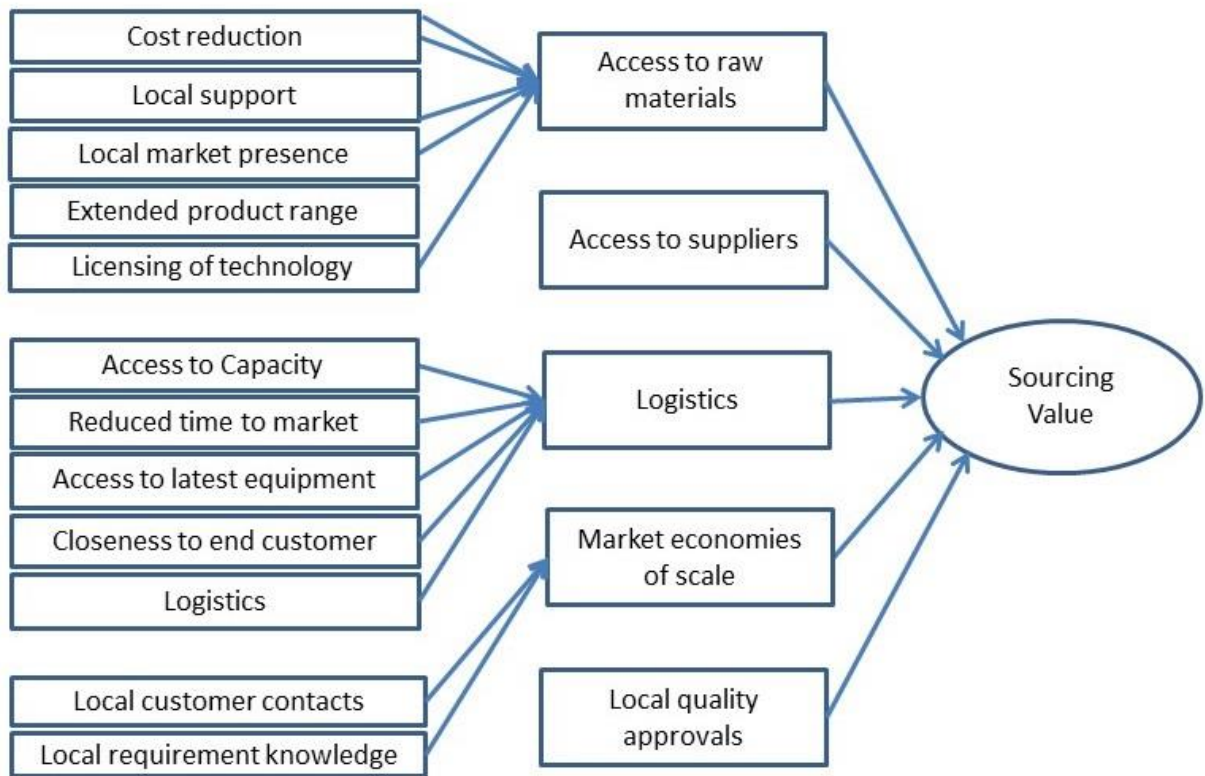 Cost reduction
Local support
Local market presence
Extended product range
Licensing of technology
Access to Capacity
Reduced time to market
Access to latest equipment
Closeness to end customer
Logistics
Local customer contacts
Local requirement knowledge
Access to raw
materials
Access to suppliers
Logistics
Market economies
of scale
Local quality
approvals
Sourcing
Value